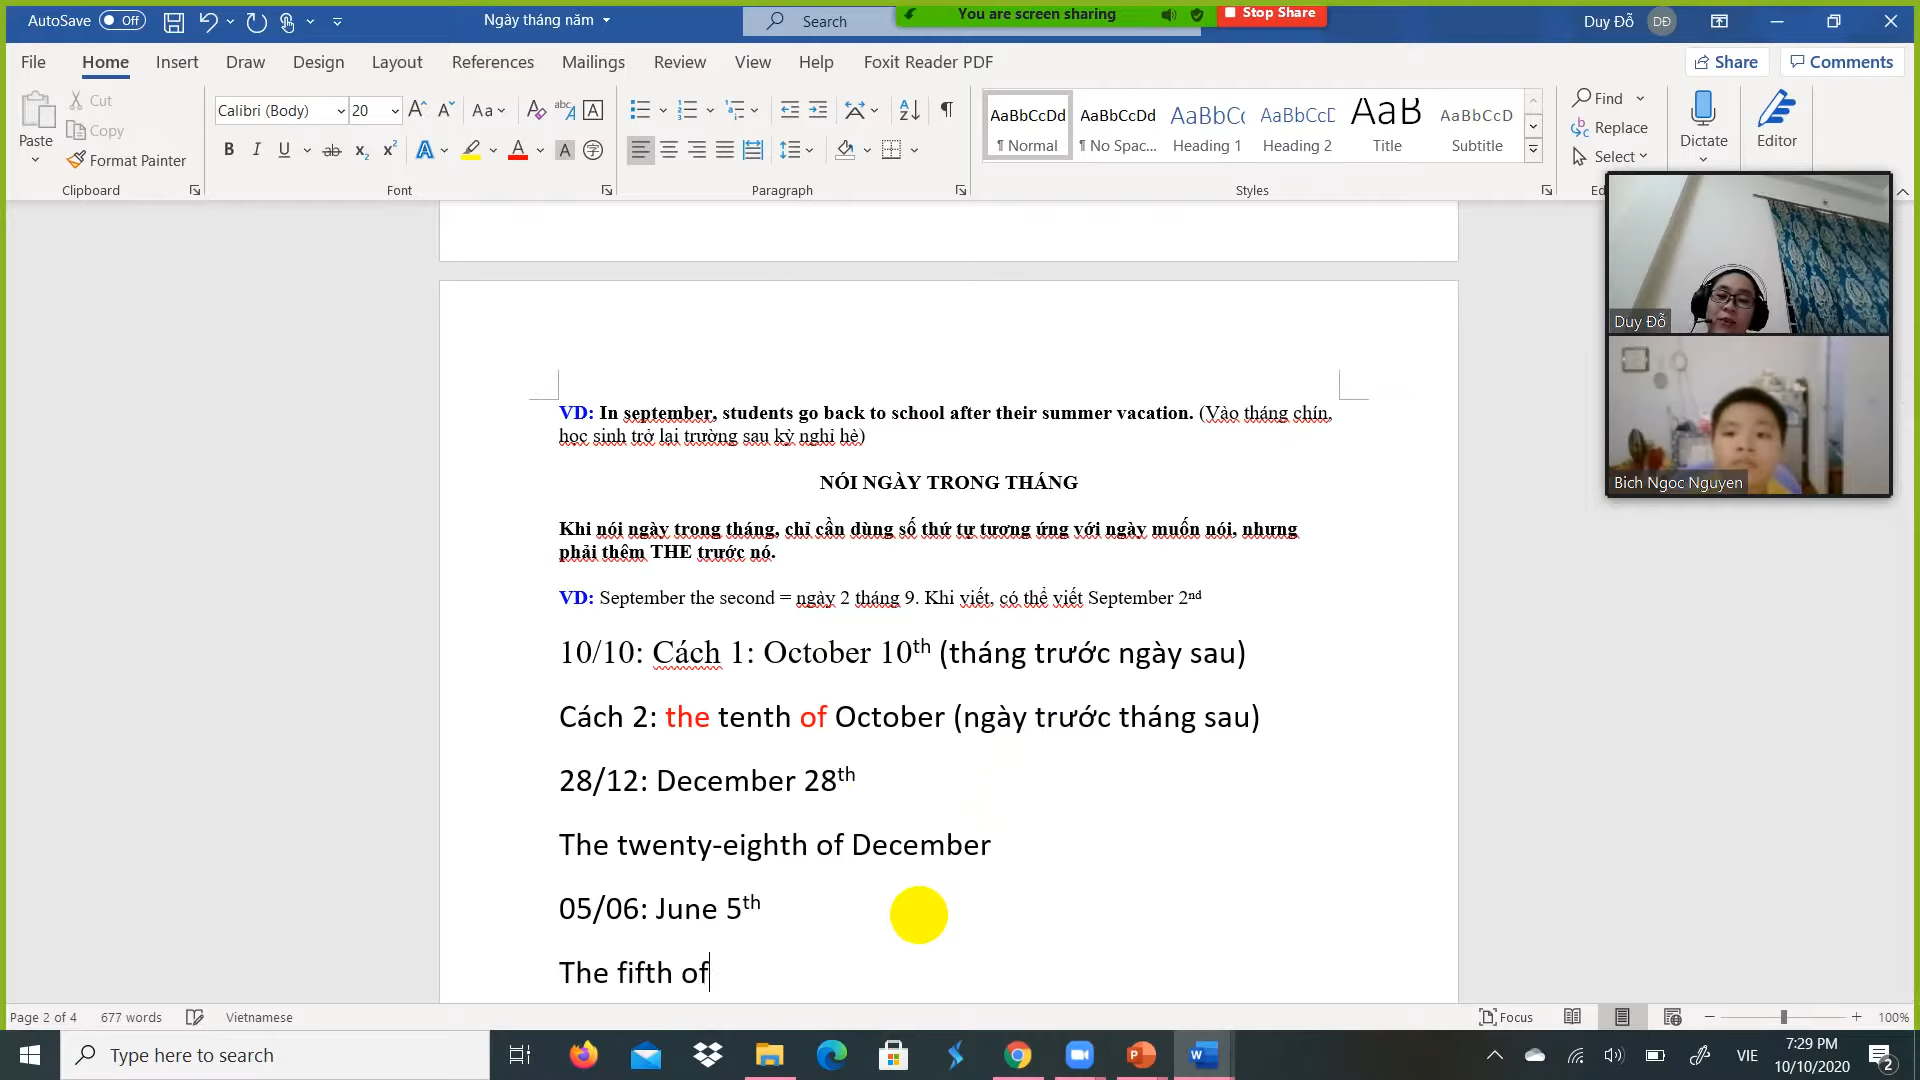 AutoSave Off Ngày tháng năm Search You are screen sharing Stop Share Duy Đỗ DĐ
File Home Insert Draw Design Layout References Mailings Review View Help Foxit Reader PDF Share Comments
Paste Cut Copy Format Painter
Calibri (Body) 20 Aa
AaBbCcDd AaBbCcDd AaBbCc AaBbCcD AaB AaBbCcD
¶ Normal ¶ No Spac... Heading 1 Heading 2 Title Subtitle
Find Replace Select Dictate Editor
Clipboard Font Paragraph Styles
Duy Đỗ
Bich Ngoc Nguyen
VD: In september, students go back to school after their summer vacation. (Vào tháng chín,
học sinh trở lại trường sau kỳ nghỉ hè)
NÓI NGÀY TRONG THÁNG
Khi nói ngày trong tháng, chỉ cần dùng số thứ tự tương ứng với ngày muốn nói, nhưng
phải thêm THE trước nó.
VD: September the second = ngày 2 tháng 9. Khi viết, có thể viết September 2nd
10/10: Cách 1: October 10th (tháng trước ngày sau)
Cách 2: the tenth of October (ngày trước tháng sau)
28/12: December 28th
The twenty-eighth of December
05/06: June 5th
The fifth of
Page 2 of 4 677 words Vietnamese Focus 100%
Type here to search VIE 7:29 PM
10/10/2020 2